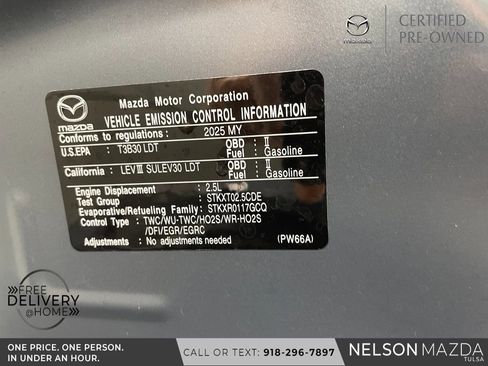 mazda
CERTIFIED
PRE-OWNED
mazda
Mazda Motor Corporation
VEHICLE EMISSION CONTROL INFORMATION
Conforms to regulations : 2025 MY
U.S.EPA : T3B30 LDT OBD : II
Fuel : Gasoline
California : LEVIII SULEV30 LDT OBD : II
Fuel : Gasoline
Engine Displacement : 2.5L
Test Group : STKXT02.5CDE
Evaporative/Refueling Family : STKXR0117GCQ
Control Type : TWC/WU-TWC/HO2S/WR-HO2S
/DFI/EGR/EGRC
Adjustments : No adjustments needed (PW66A)
FREE
DELIVERY
@HOME
ONE PRICE. ONE PERSON.
IN UNDER AN HOUR.
CALL OR TEXT: 918-296-7897
NELSON MAZDA
TULSA